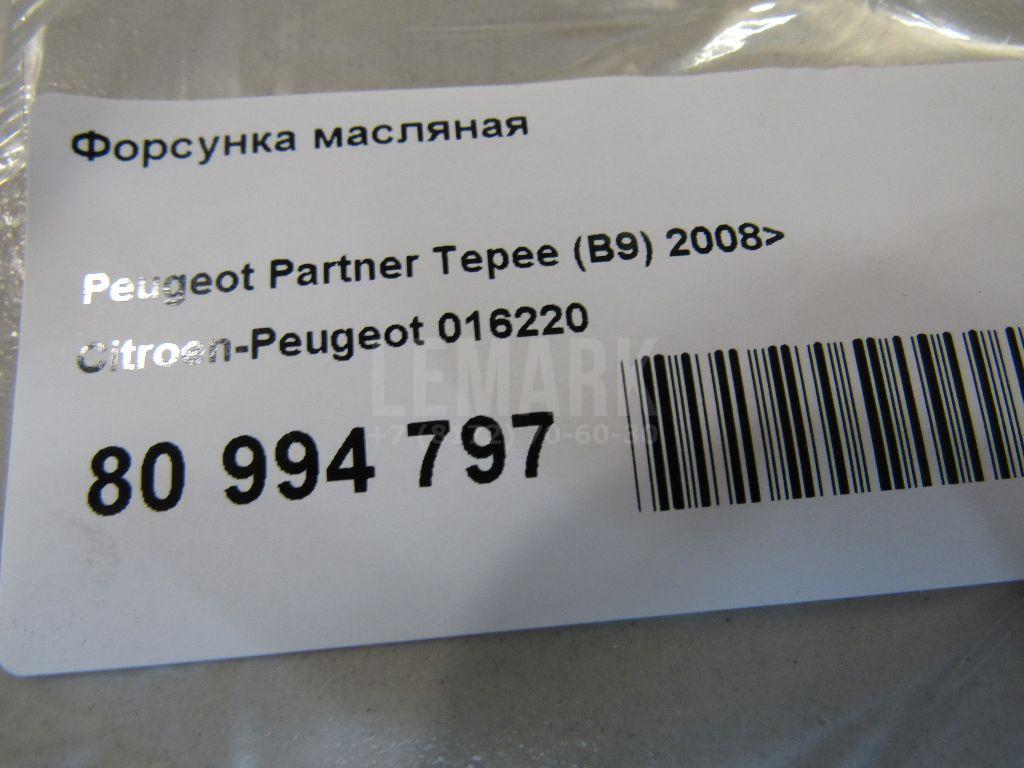 Форсунка масляная
Peugeot Partner Tepee (B9) 2008>
Citroen-Peugeot 016220
LEMARK
80 994 797